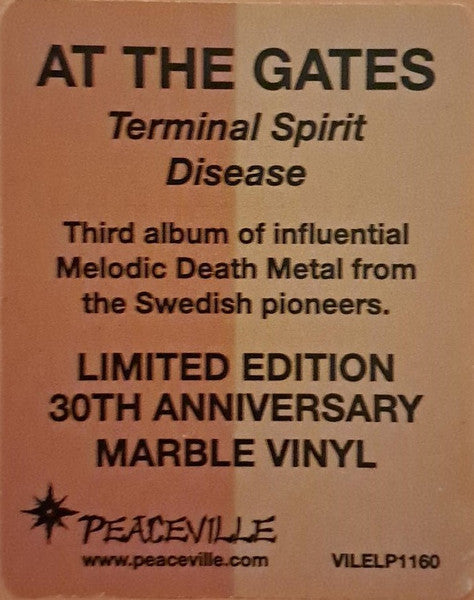 AT THE GATES
Terminal Spirit
Disease
Third album of influential
Melodic Death Metal from
the Swedish pioneers.
LIMITED EDITION
30TH ANNIVERSARY
MARBLE VINYL
PEACEVILLE
www.peaceville.com VILELP1160